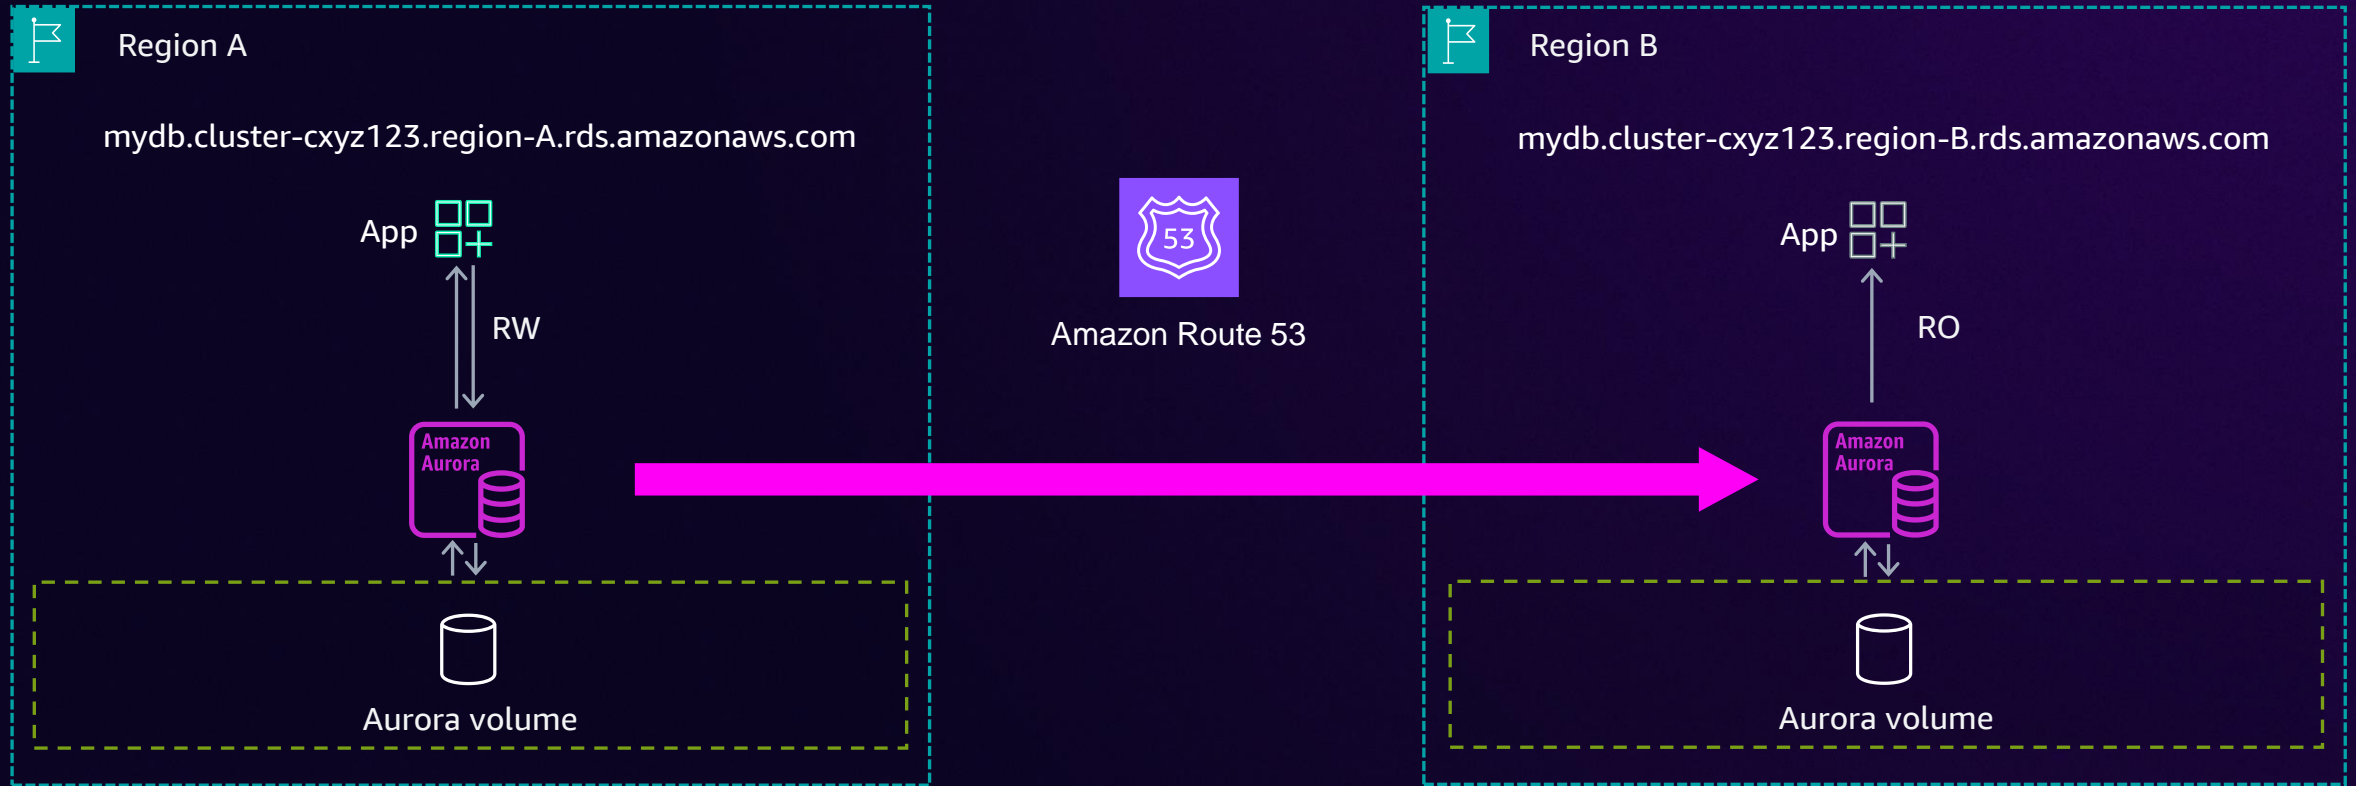 Region A
mydb.cluster-cxyz123.region-A.rds.amazonaws.com
App
RW
Amazon
Aurora
Aurora volume
53
Amazon Route 53
Region B
mydb.cluster-cxyz123.region-B.rds.amazonaws.com
App
RO
Amazon
Aurora
Aurora volume